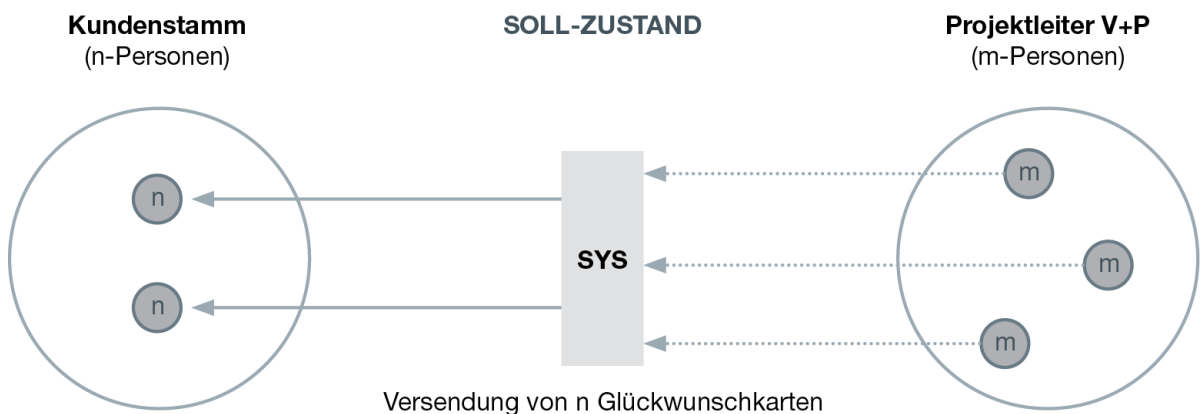 Kundenstamm
(n-Personen)
SOLL-ZUSTAND
Projektleiter V+P
(m-Personen)
n
n
SYS
m
m
m
Versendung von n Glückwunschkarten